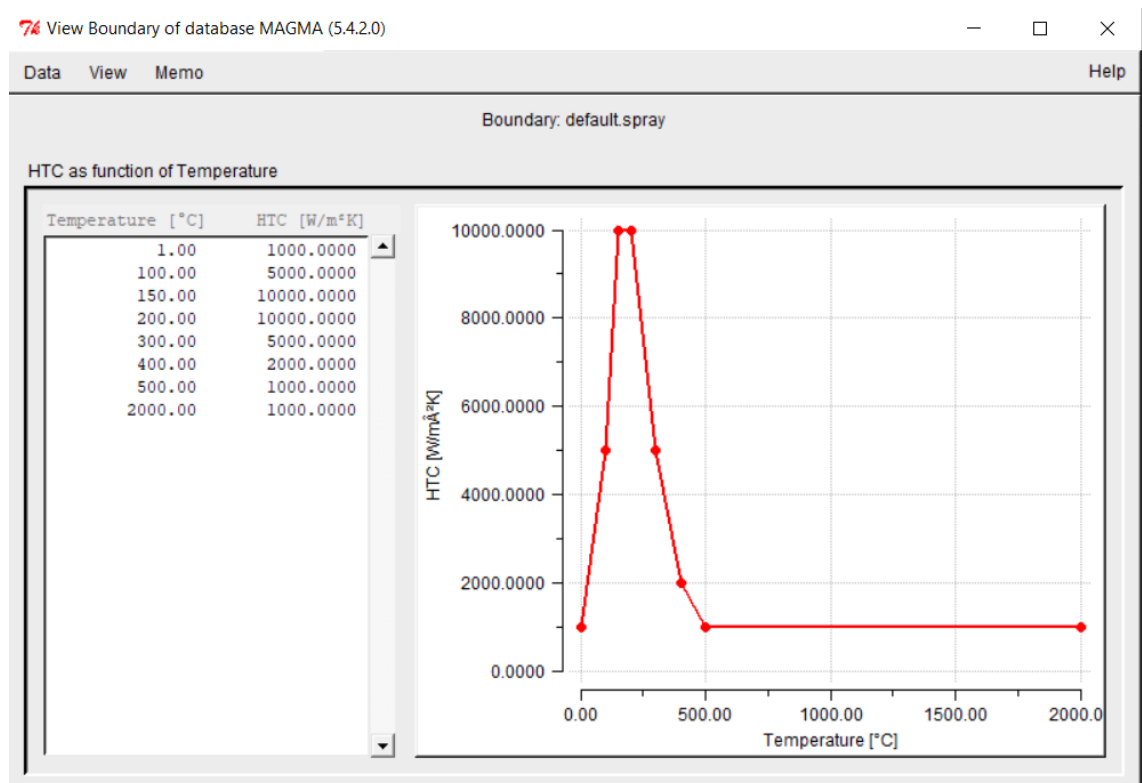 View Boundary of database MAGMA (5.4.2.0)
Data View Memo Help
Boundary: default.spray
HTC as function of Temperature
Temperature [°C] HTC [W/m²K]
1.00 1000.0000
100.00 5000.0000
150.00 10000.0000
200.00 10000.0000
300.00 5000.0000
400.00 2000.0000
500.00 1000.0000
2000.00 1000.0000
10000.0000
8000.0000
6000.0000
4000.0000
2000.0000
0.0000
HTC [W/mÂ²K]
0.00 500.00 1000.00 1500.00 2000.0
Temperature [°C]